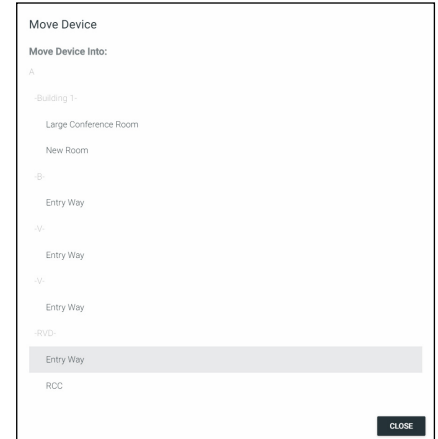 Move Device
Move Device Into:
A
-Building 1-
Large Conference Room
New Room
-B-
Entry Way
-V-
Entry Way
-V-
Entry Way
-RVD-
Entry Way
RCC
CLOSE